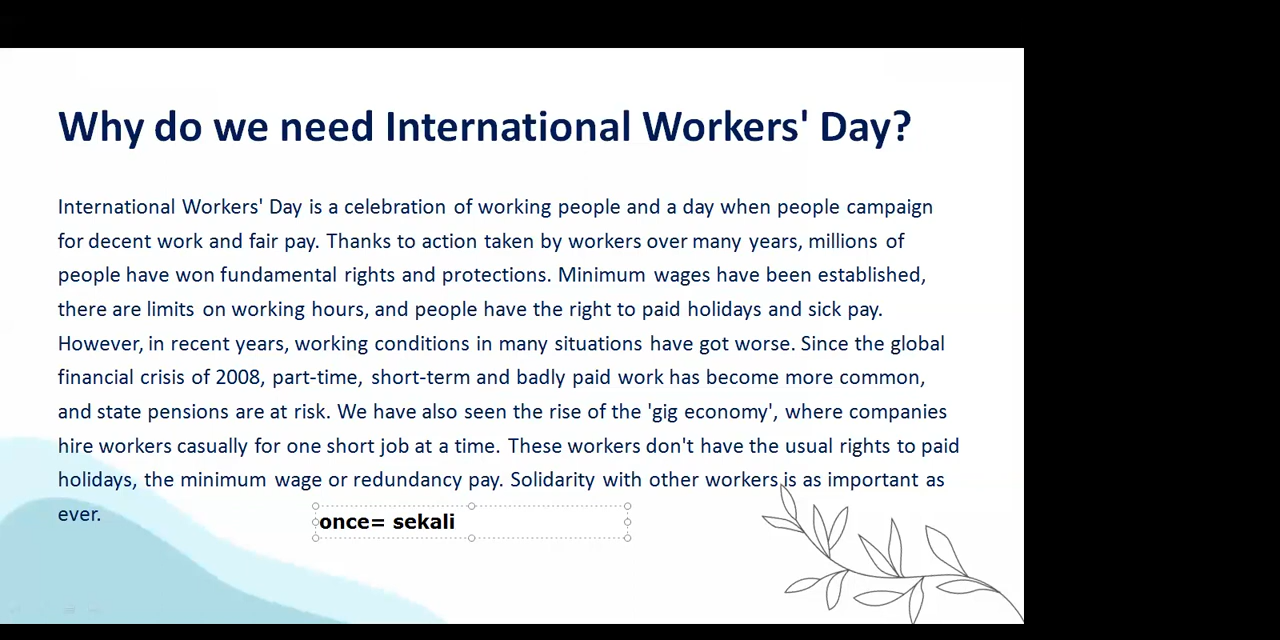 Why do we need International Workers' Day?
International Workers' Day is a celebration of working people and a day when people campaign
for decent work and fair pay. Thanks to action taken by workers over many years, millions of
people have won fundamental rights and protections. Minimum wages have been established,
there are limits on working hours, and people have the right to paid holidays and sick pay.
However, in recent years, working conditions in many situations have got worse. Since the global
financial crisis of 2008, part-time, short-term and badly paid work has become more common,
and state pensions are at risk. We have also seen the rise of the 'gig economy', where companies
hire workers casually for one short job at a time. These workers don't have the usual rights to paid
holidays, the minimum wage or redundancy pay. Solidarity with other workers is as important as
ever.
once= sekali